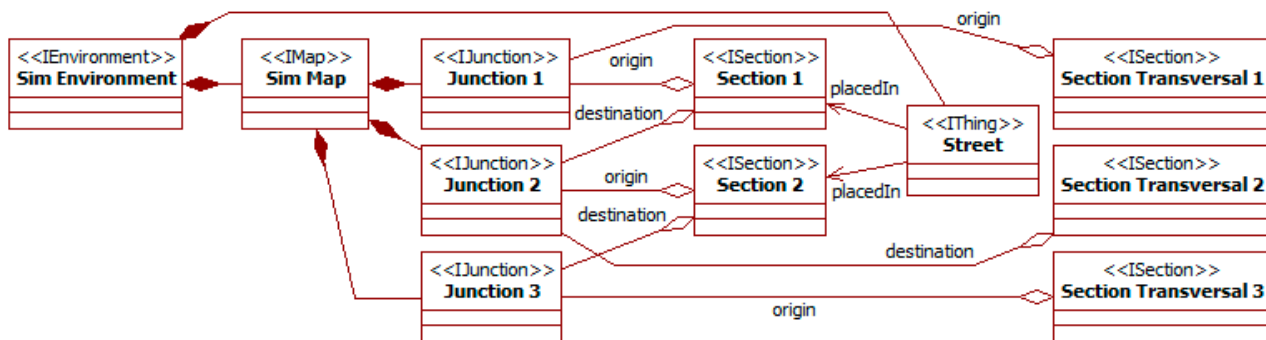 origin
<<IEnvironment>>
Sim Environment
<<IMap>>
Sim Map
<<IJunction>>
Junction 1
origin
<<ISection>>
Section 1
<<ISection>>
Section Transversal 1
placedIn
destination
<<IThing>>
Street
<<IJunction>>
Junction 2
origin
<<ISection>>
Section 2
placedIn
<<ISection>>
Section Transversal 2
destination
destination
<<IJunction>>
Junction 3
origin
<<ISection>>
Section Transversal 3